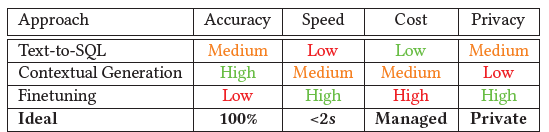 Approach Accuracy Speed Cost Privacy
Text-to-SQL Medium Low Low Medium
Contextual Generation High Medium Medium Low
Finetuning Low High High High
Ideal 100% <2s Managed Private